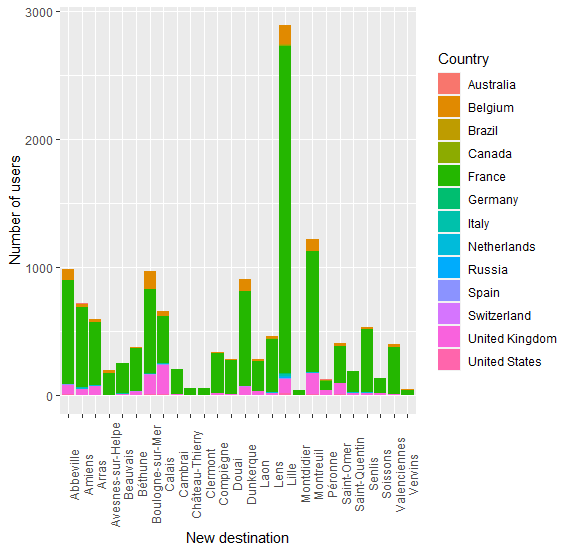 3000
2000
1000
0
Number of users
Abbeville
Amiens
Arras
Avesnes-sur-Helpe
Beauvais
Béthune
Boulogne-sur-Mer
Calais
Cambrai
Château-Thierry
Clermont
Compiègne
Douai
Dunkerque
Laon
Lens
Lille
Montdidier
Montreuil
Péronne
Saint-Omer
Saint-Quentin
Senlis
Soissons
Valenciennes
Vervins
New destination
Country
Australia
Belgium
Brazil
Canada
France
Germany
Italy
Netherlands
Russia
Spain
Switzerland
United Kingdom
United States